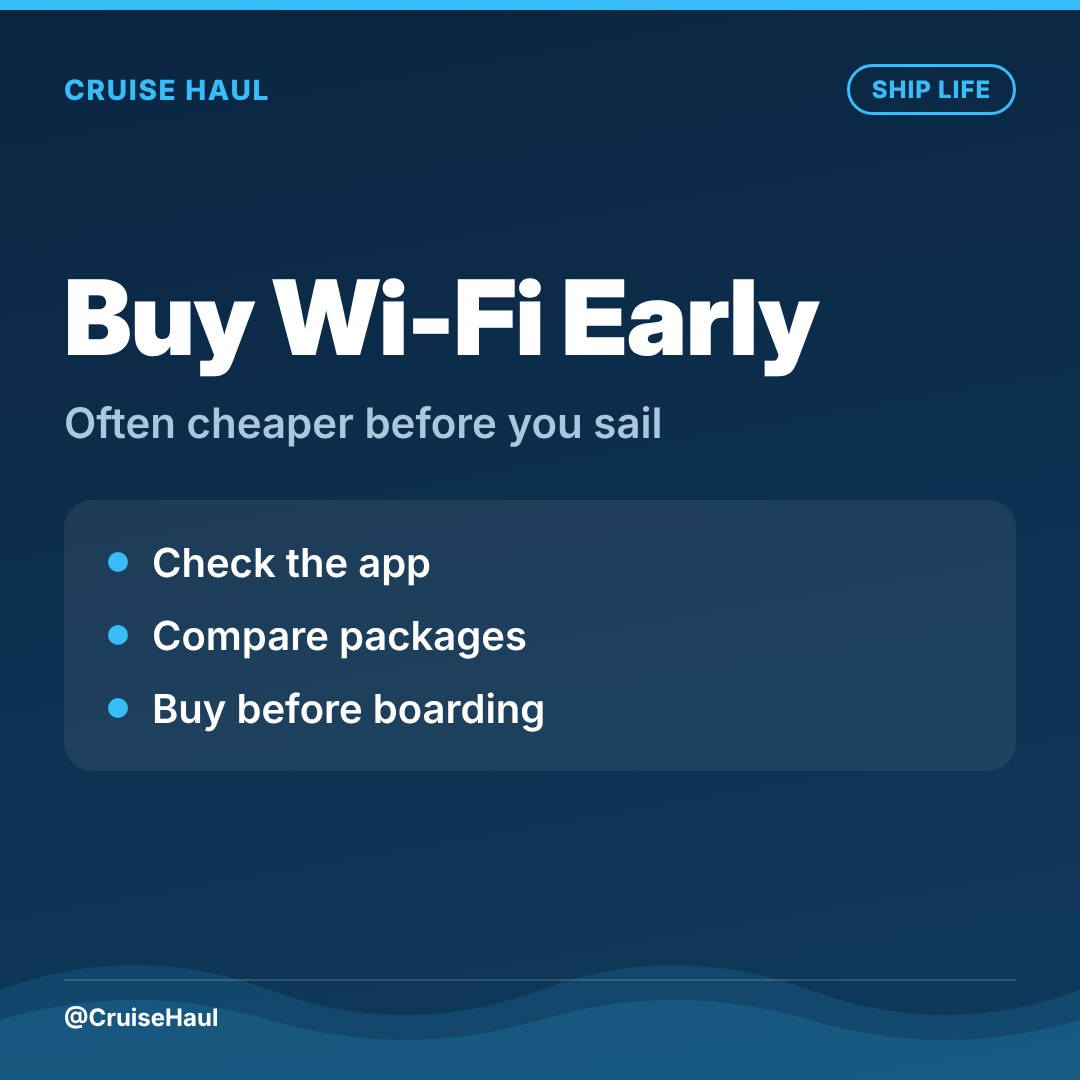 CRUISE HAUL
SHIP LIFE
Buy Wi-Fi Early
Often cheaper before you sail
Check the app
Compare packages
Buy before boarding
@CruiseHaul